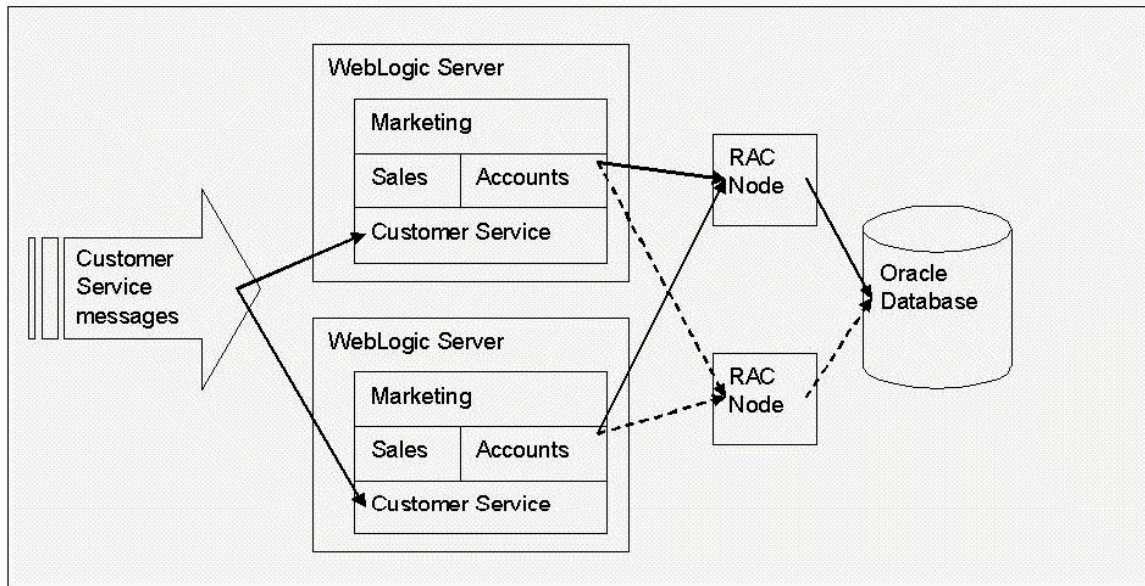 Customer
Service
messages
WebLogic Server
Marketing
Sales
Accounts
Customer Service
WebLogic Server
Marketing
Sales
Accounts
Customer Service
RAC
Node
RAC
Node
Oracle
Database